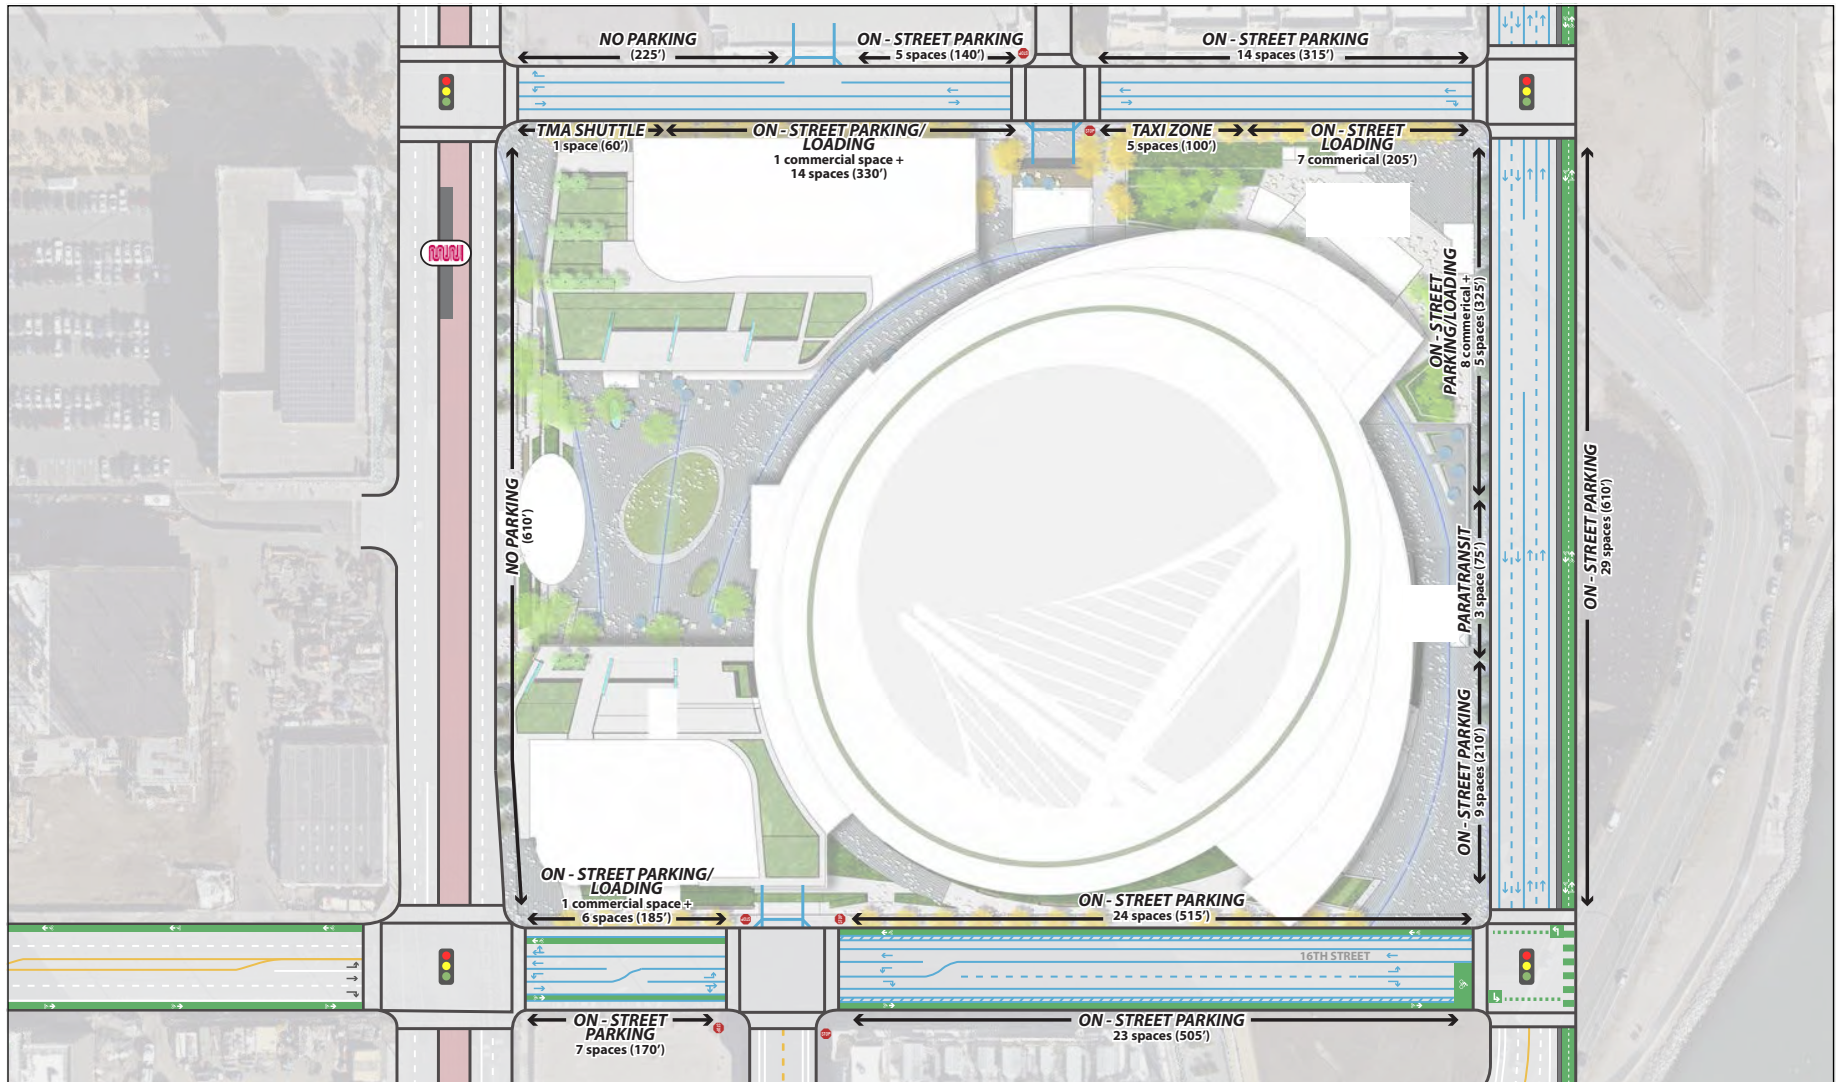 NO PARKING
(225')
ON - STREET PARKING
5 spaces (140')
ON - STREET PARKING
14 spaces (315')
TMA SHUTTLE
1 space (60')
ON - STREET PARKING/
LOADING
1 commercial space +
14 spaces (330')
STOP
TAXI ZONE
5 spaces (100')
ON - STREET
LOADING
7 commerical (205')
ON - STREET
PARKING/LOADING
8 commerical +
5 spaces (325')
NO PARKING
(610')
PARATRANSIT
3 space (75')
ON - STREET PARKING
29 spaces (610')
ON - STREET PARKING
9 spaces (210')
ON - STREET PARKING/
LOADING
1 commercial space +
6 spaces (185')
ON - STREET PARKING
24 spaces (515')
16TH STREET
ON - STREET
PARKING
7 spaces (170')
STOP
ON - STREET PARKING
23 spaces (505')